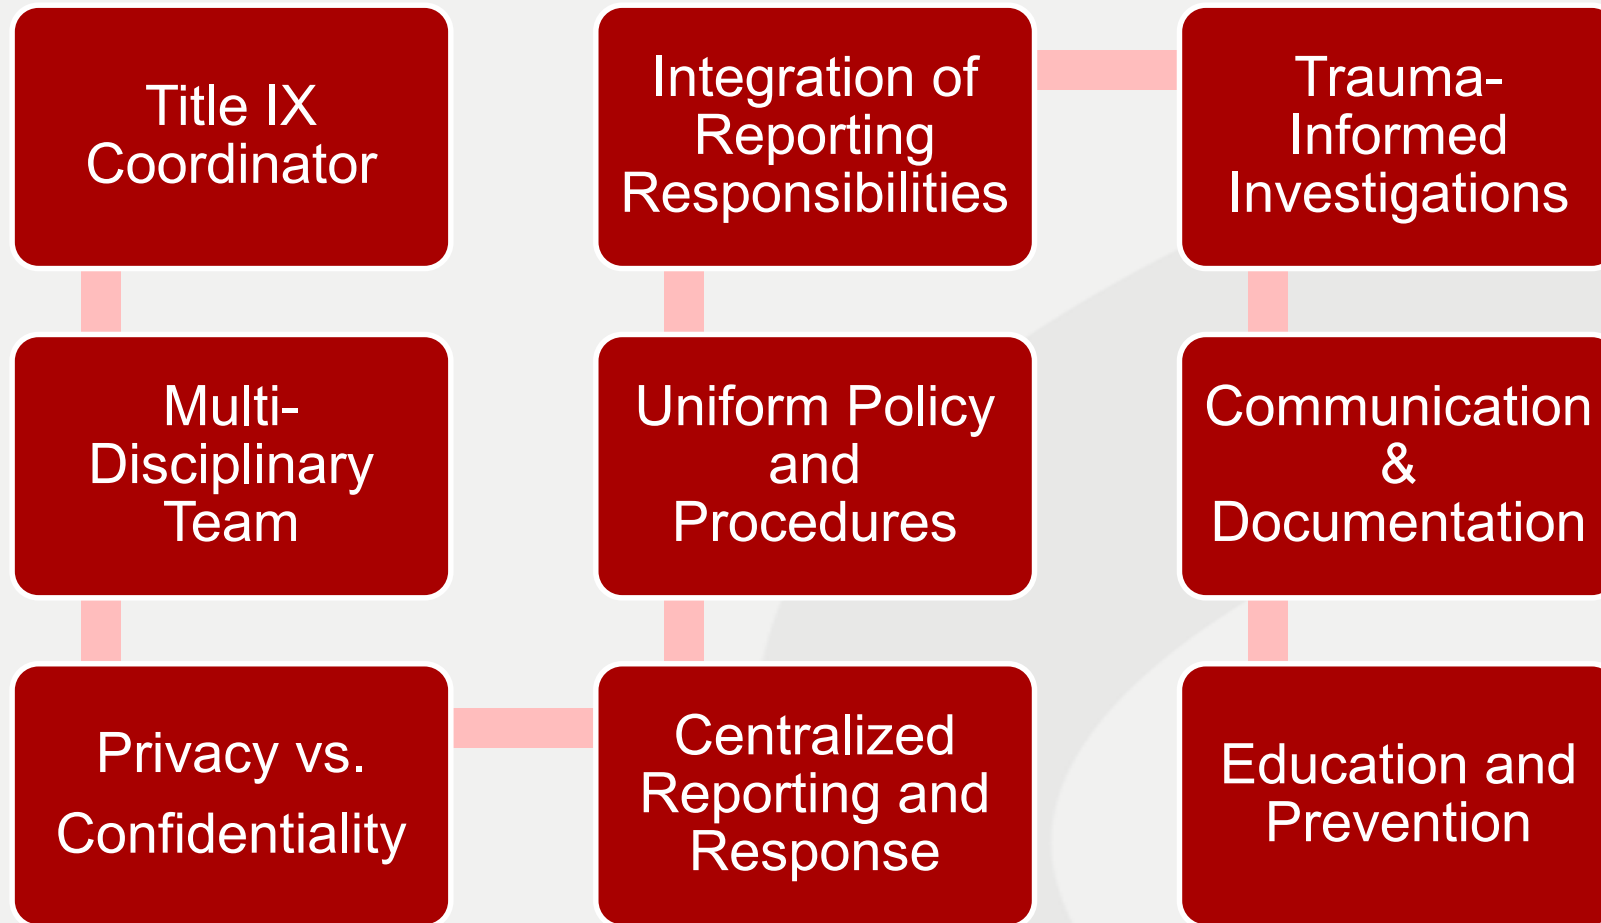 Title IX
Coordinator
Multi-
Disciplinary
Team
Privacy vs.
Confidentiality
Centralized
Reporting and
Response
Uniform Policy
and
Procedures
Integration of
Reporting
Responsibilities
Trauma-
Informed
Investigations
Communication
&
Documentation
Education and
Prevention